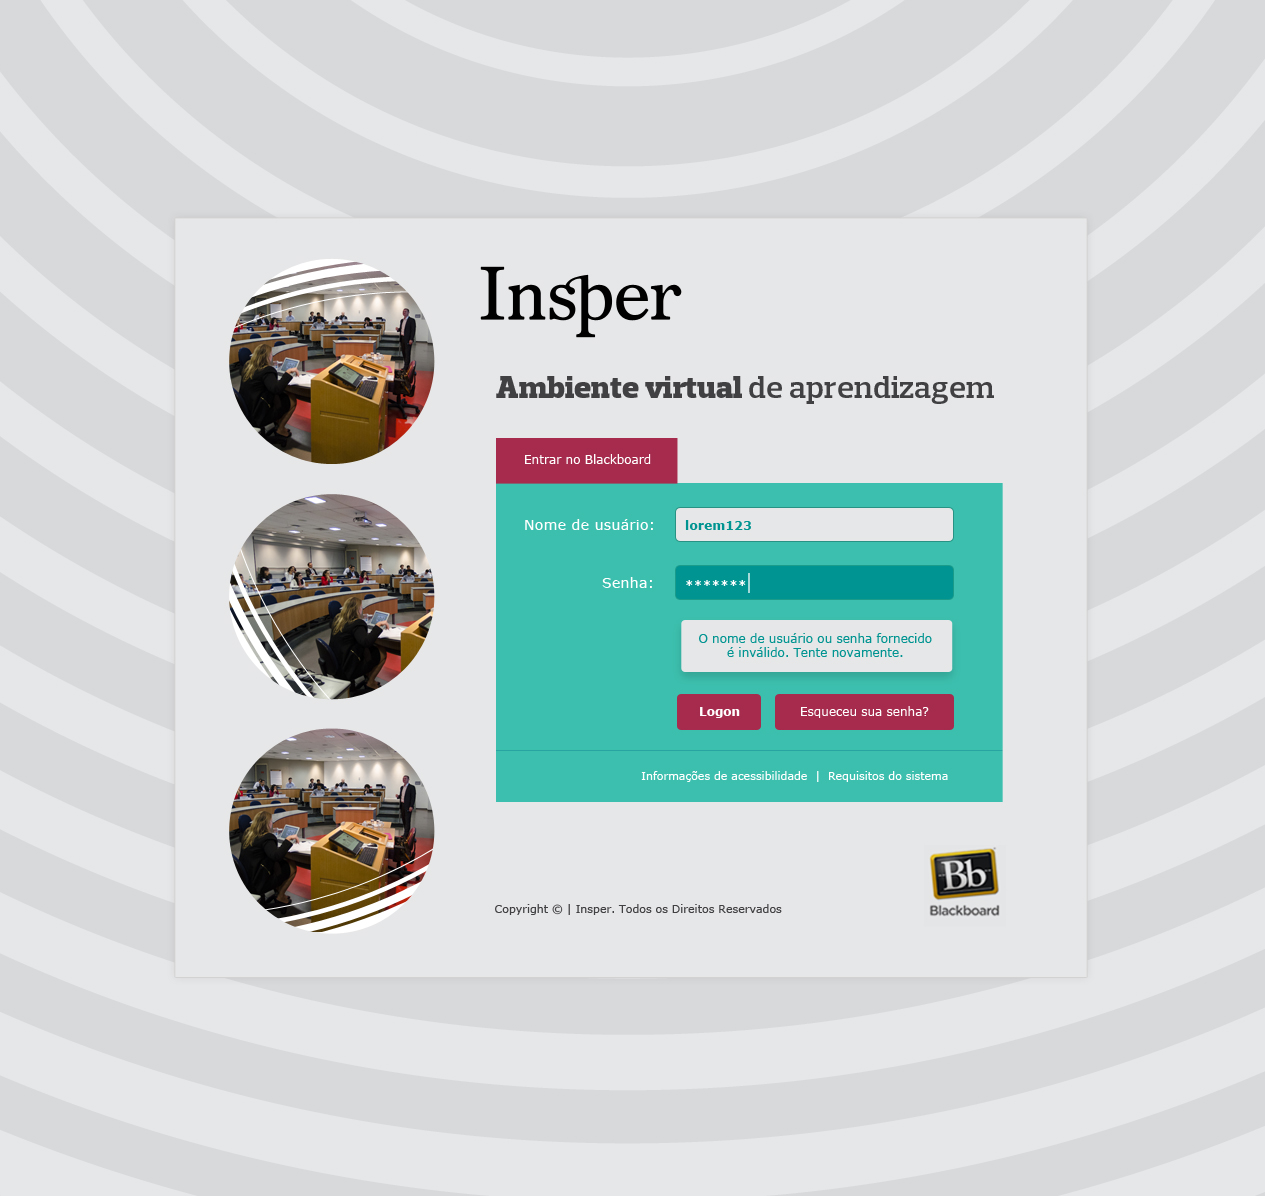 Insper
Ambiente virtual de aprendizagem
Entrar no Blackboard
Nome de usuário: lorem123
Senha: *******
O nome de usuário ou senha fornecido
é inválido. Tente novamente.
Logon Esqueceu sua senha?
Informações de acessibilidade | Requisitos do sistema
Bb
Blackboard
Copyright © | Insper. Todos os Direitos Reservados